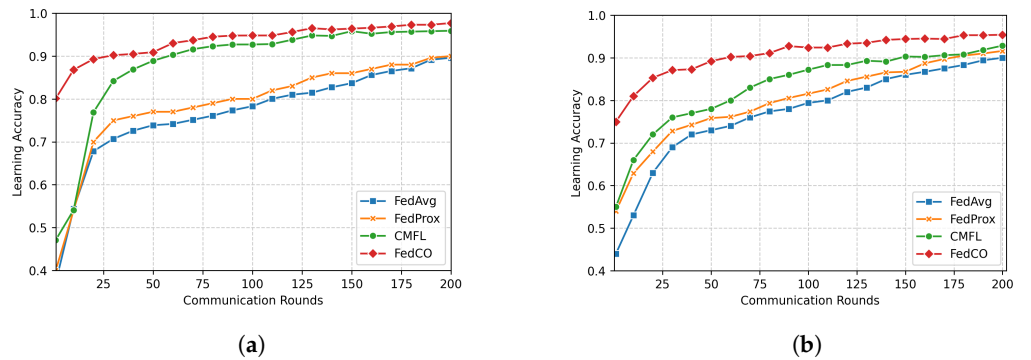 1.0
0.9
0.8
0.7
0.6
0.5
0.4
Learning Accuracy
25 50 75 100 125 150 175 200
Communication Rounds
FedAvg
FedProx
CMFL
FedCO
(a)
1.0
0.9
0.8
0.7
0.6
0.5
0.4
Learning Accuracy
25 50 75 100 125 150 175 200
Communication Rounds
FedAvg
FedProx
CMFL
FedCO
(b)